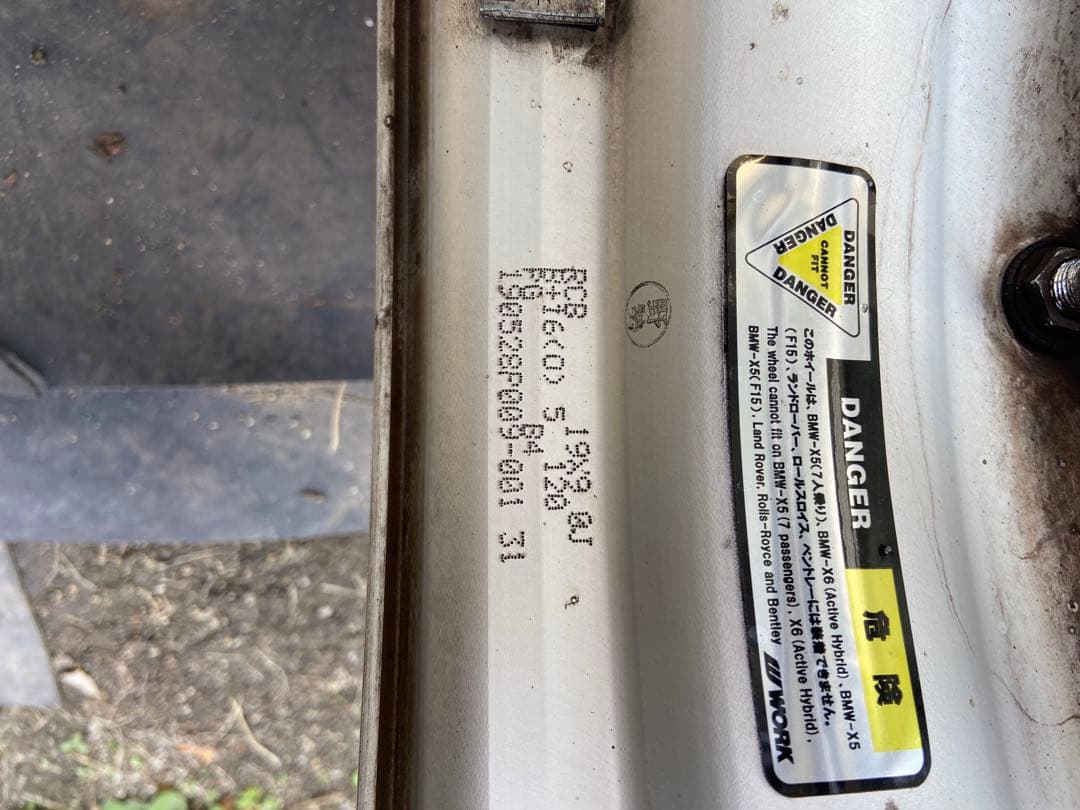 RCB 19X9.0J
E+16(0) 5 120
190528P009-001 31
DANGER
DANGER
DANGER
CANNOT
FIT
DANGER 危険
このホイールは、BMW-X5(7人乗り)、BMW-X6(Active Hybrid)、BMW-X5
(F15)、ランドローバー、ロールスロイス、ベントレーには装着できません。
The wheel cannot fit on BMW-X5(7 passengers), X6(Active Hybrid),
BMW-X5(F15), Land Rover, Rolls-Royce and Bentley
WORK